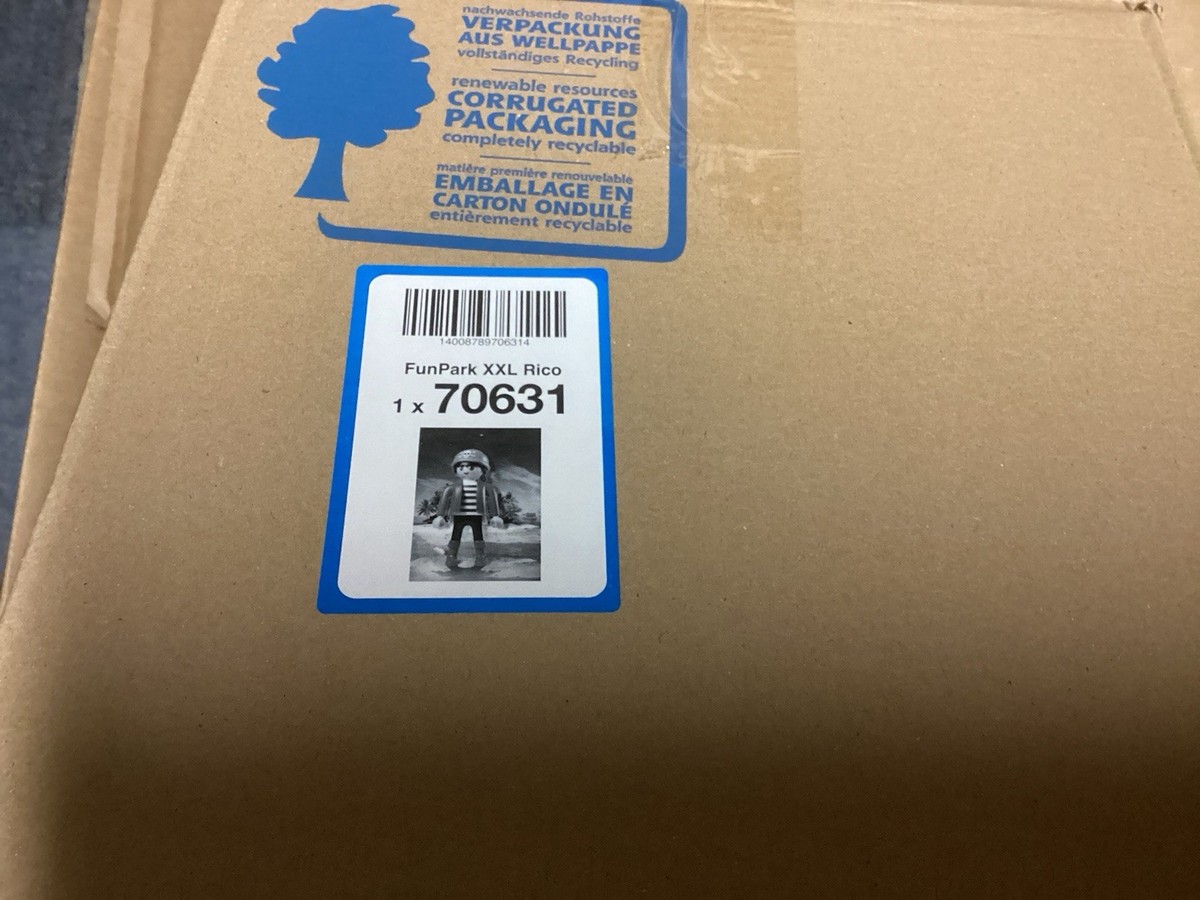 nachwachsende Rohstoffe
VERPACKUNG
AUS WELLPAPPE
vollständiges Recycling
renewable resources
CORRUGATED
PACKAGING
completely recyclable
matière première renouvelable
EMBALLAGE EN
CARTON ONDULÉ
entièrement recyclable
14008789706314
FunPark XXL Rico
1 x 70631